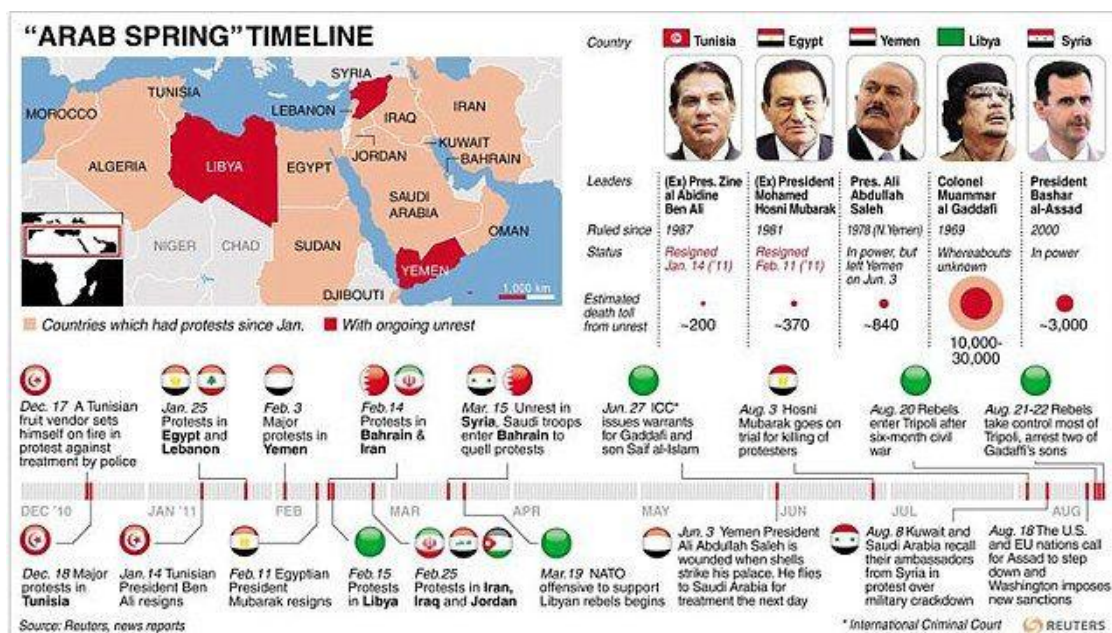 "ARAB SPRING" TIMELINE
MOROCCO
TUNISIA
SYRIA
LEBANON
IRAQ
IRAN
ALGERIA
LIBYA
EGYPT
JORDAN
KUWAIT
BAHRAIN
SAUDI
ARABIA
OMAN
NIGER
CHAD
SUDAN
YEMEN
DJIBOUTI
1,000 km
Countries which had protests since Jan.
With ongoing unrest
Country
Tunisia
Egypt
Yemen
Libya
Syria
Leaders
(Ex) Pres. Zine
al Abidine
Ben Ali
(Ex) President
Mohamed
Hosni Mubarak
Pres. Ali
Abdullah
Saleh
Colonel
Muammar
al Gaddafi
President
Bashar
al-Assad
Ruled since
1987
1981
1978 (N.Yemen)
1969
2000
Status
Resigned
Jan. 14 ('11)
Resigned
Feb. 11 ('11)
In power, but
left Yemen
on Jun. 3
Whereabouts
unknown
In power
Estimated
death toll
from unrest
~200
~370
~840
10,000-
30,000
~3,000
Dec. 17 A Tunisian
fruit vendor sets
himself on fire in
protest against
treatment by police
Jan. 25
Protests in
Egypt and
Lebanon
Feb. 3
Major
protests in
Yemen
Feb.14
Protests in
Bahrain &
Iran
Mar. 15 Unrest in
Syria, Saudi troops
enter Bahrain to
quell protests
Jun. 27 ICC*
issues warrants
for Gaddafi and
son Saif al-Islam
Aug. 3 Hosni
Mubarak goes on
trial for killing of
protesters
Aug. 20 Rebels
enter Tripoli after
six-month civil
war
Aug. 21-22 Rebels
take control most of
Tripoli, arrest two of
Gadaffi's sons
DEC '10
JAN '11
FEB
MAR
APR
MAY
JUN
JUL
AUG
Dec. 18 Major
protests in
Tunisia
Jan. 14 Tunisian
President Ben
Ali resigns
Feb. 11 Egyptian
President
Mubarak resigns
Feb. 15
Protests
in Libya
Feb.25
Protests in Iran,
Iraq and Jordan
Mar.19 NATO
offensive to support
Libyan rebels begins
Jun. 3 Yemen President
Ali Abdullah Saleh is
wounded when shells
strike his palace. He flies
to Saudi Arabia for
treatment the next day
Aug. 8 Kuwait and
Saudi Arabia recall
their ambassadors
from Syria in
protest over
military crackdown
Aug. 18 The U.S.
and EU nations call
for Assad to step
down and
Washington imposes
new sanctions
Source: Reuters, news reports
* International Criminal Court
REUTERS